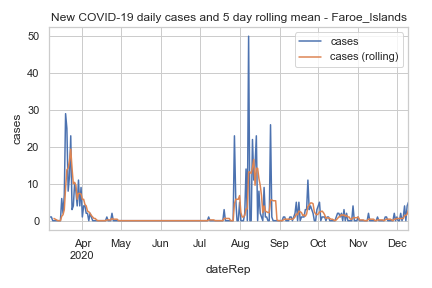 New COVID-19 daily cases and 5 day rolling mean - Faroe_Islands
cases
cases (rolling)
50
40
30
20
10
0
cases
Apr May Jun Jul Aug Sep Oct Nov Dec
2020
dateRep